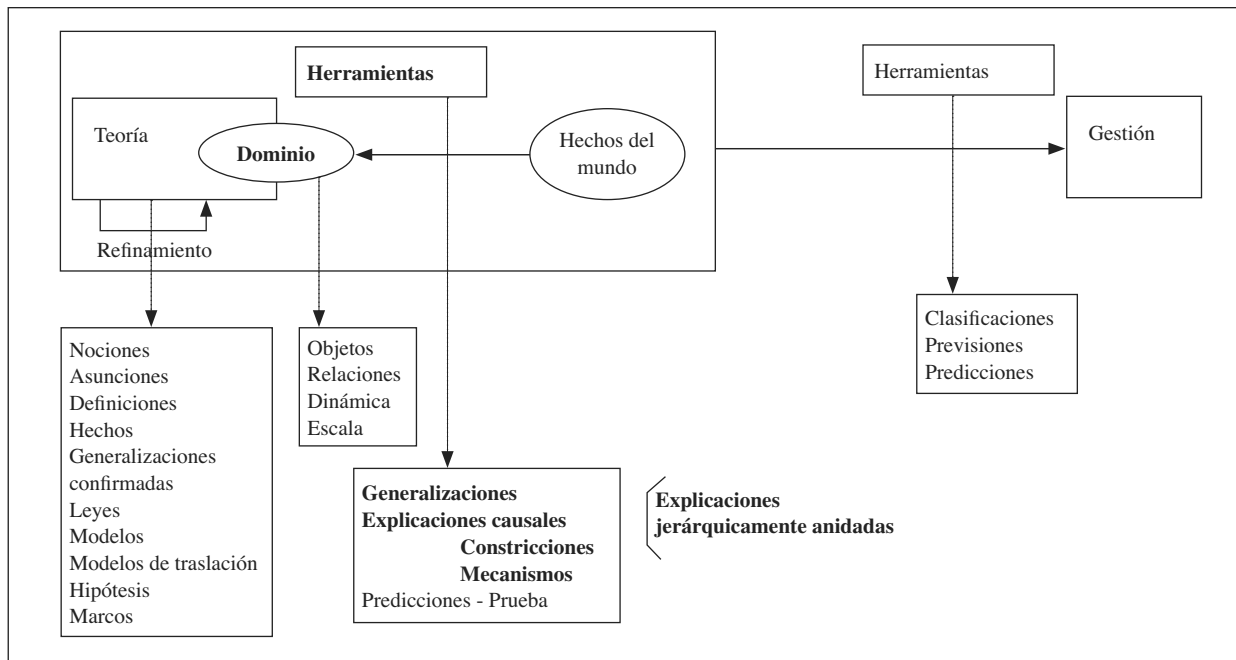 Herramientas
Herramientas
Teoría
Dominio
Hechos del
mundo
Gestión
Refinamiento
Nociones
Asunciones
Definiciones
Hechos
Generalizaciones
confirmadas
Leyes
Modelos
Modelos de traslación
Hipótesis
Marcos
Objetos
Relaciones
Dinámica
Escala
Generalizaciones
Explicaciones causales
Constricciones
Mecanismos
Predicciones - Prueba
Explicaciones
jerárquicamente anidadas
Clasificaciones
Previsiones
Predicciones